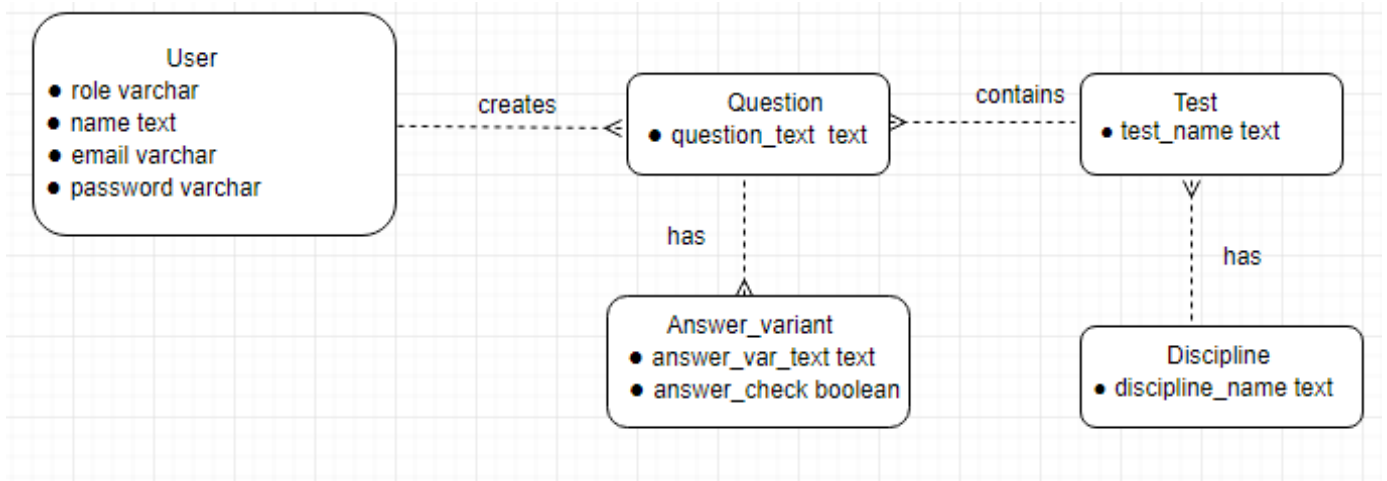 User
● role varchar
● name text
● email varchar
● password varchar
creates
Question
● question_text text
contains
Test
● test_name text
has
Answer_variant
● answer_var_text text
● answer_check boolean
has
Discipline
● discipline_name text